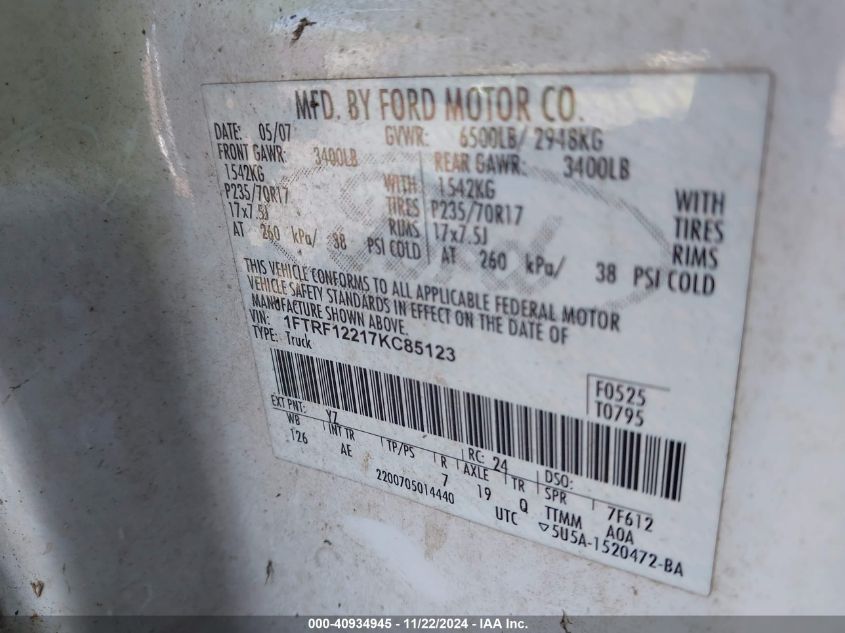 MFD. BY FORD MOTOR CO.
DATE: 05/07 GVWR: 6500LB/ 2948KG
FRONT GAWR: 3400LB REAR GAWR: 3400LB
1542KG WITH 1542KG WITH
P235/70R17 TIRES P235/70R17 TIRES
17x7.5J RIMS 17x7.5J RIMS
AT 260 kPa/ 38 PSI COLD AT 260 kPa/ 38 PSI COLD
THIS VEHICLE CONFORMS TO ALL APPLICABLE FEDERAL MOTOR
VEHICLE SAFETY STANDARDS IN EFFECT ON THE DATE OF
MANUFACTURE SHOWN ABOVE.
VIN: 1FTRF12217KC85123
TYPE: Truck
F0525
T0795
EXT PNT: YZ RC: 24 DSO:
WB INT TR TP/PS R AXLE TR SPR
126 AE 7 19 Q TTMM 7F612
2200705014440 UTC AOA
▽5U5A-1520472-BA
000-40934945 - 11/22/2024 - IAA Inc.